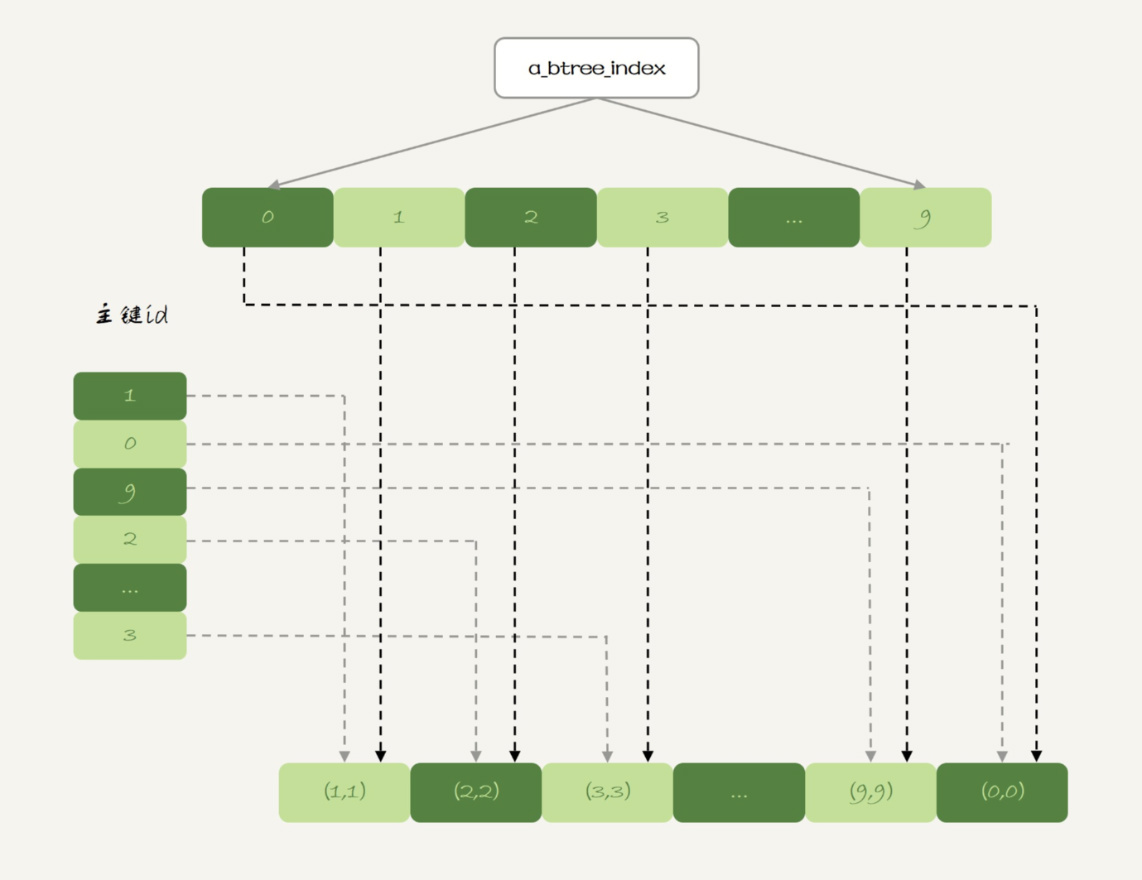 a_btree_index
0 1 2 3 ... 9
主键id
1
0
9
2
...
3
(1,1) (2,2) (3,3) ... (9,9) (0,0)